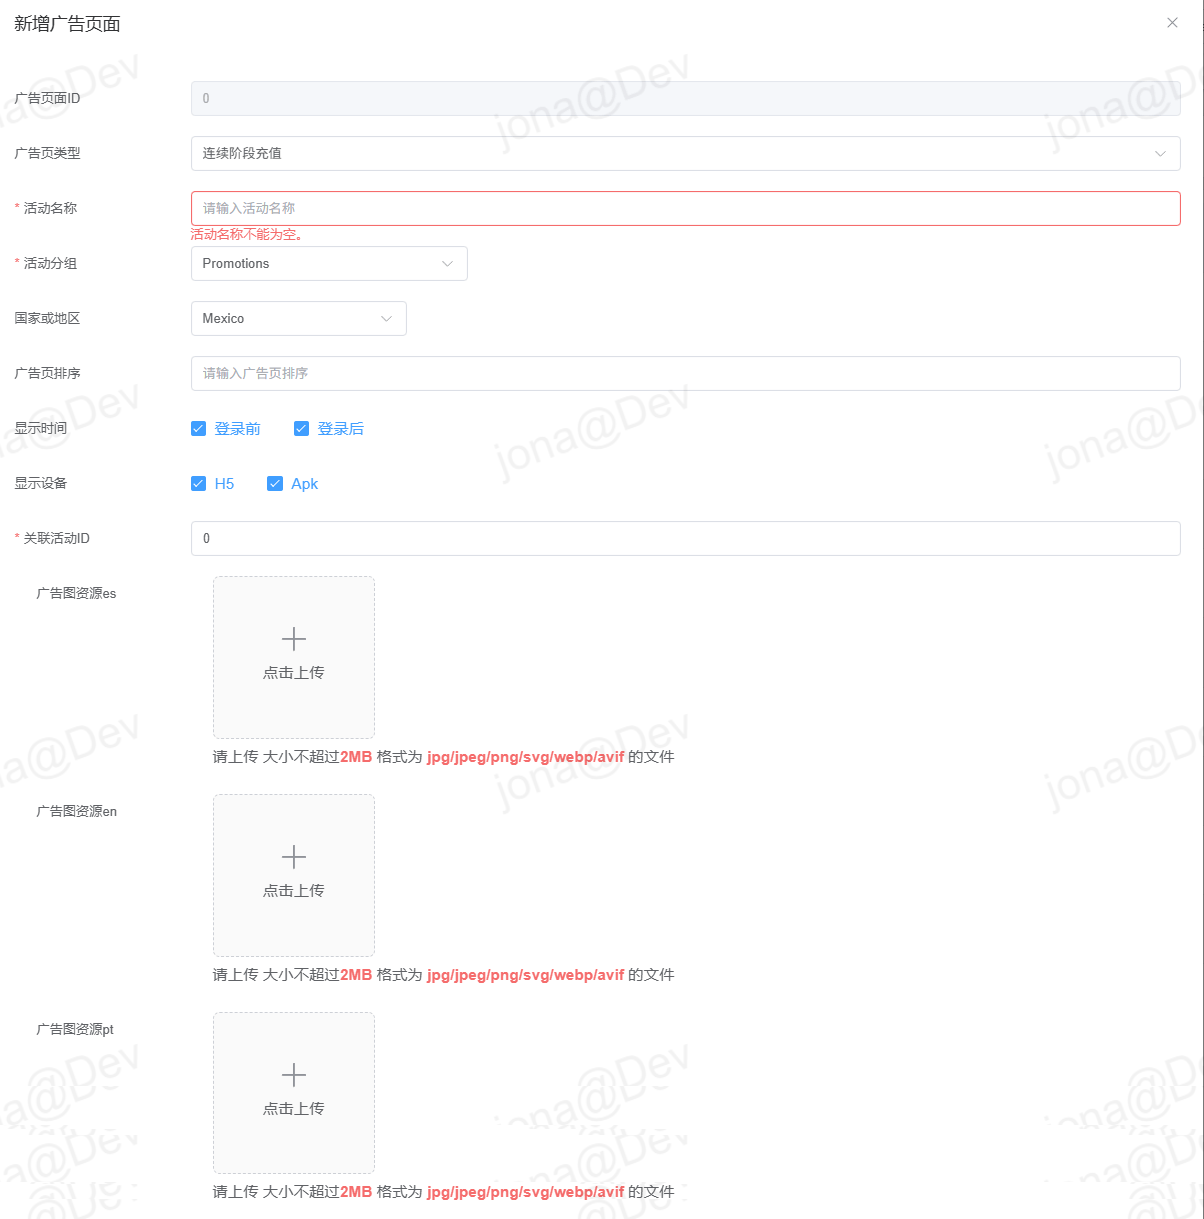 新增广告页面
广告页面ID
0
广告页类型
连续阶段充值
* 活动名称
请输入活动名称
活动名称不能为空。
* 活动分组
Promotions
国家或地区
Mexico
广告页排序
请输入广告页排序
显示时间
登录前 登录后
显示设备
H5 Apk
* 关联活动ID
0
广告图资源es
点击上传
请上传 大小不超过2MB 格式为 jpg/jpeg/png/svg/webp/avif 的文件
广告图资源en
点击上传
请上传 大小不超过2MB 格式为 jpg/jpeg/png/svg/webp/avif 的文件
广告图资源pt
点击上传
请上传 大小不超过2MB 格式为 jpg/jpeg/png/svg/webp/avif 的文件
jona@Dev